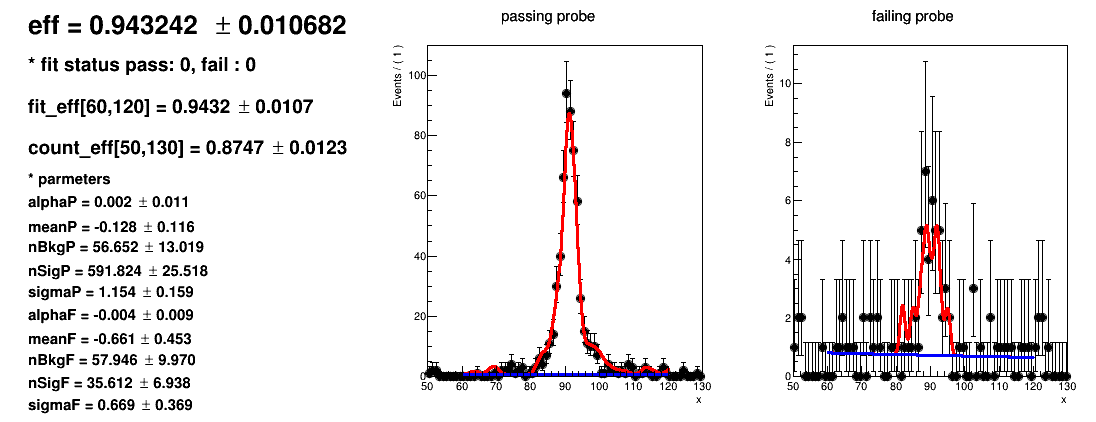 eff = 0.943242 ± 0.010682
* fit status pass: 0, fail : 0
fit_eff[60,120] = 0.9432 ± 0.0107
count_eff[50,130] = 0.8747 ± 0.0123
* parmeters
alphaP = 0.002 ± 0.011
meanP = -0.128 ± 0.116
nBkgP = 56.652 ± 13.019
nSigP = 591.824 ± 25.518
sigmaP = 1.154 ± 0.159
alphaF = -0.004 ± 0.009
meanF = -0.661 ± 0.453
nBkgF = 57.946 ± 9.970
nSigF = 35.612 ± 6.938
sigmaF = 0.669 ± 0.369
passing probe
Events / ( 1 )
100
80
60
40
20
0
50 60 70 80 90 100 110 120 130
x
failing probe
Events / ( 1 )
10
8
6
4
2
0
50 60 70 80 90 100 110 120 130
x